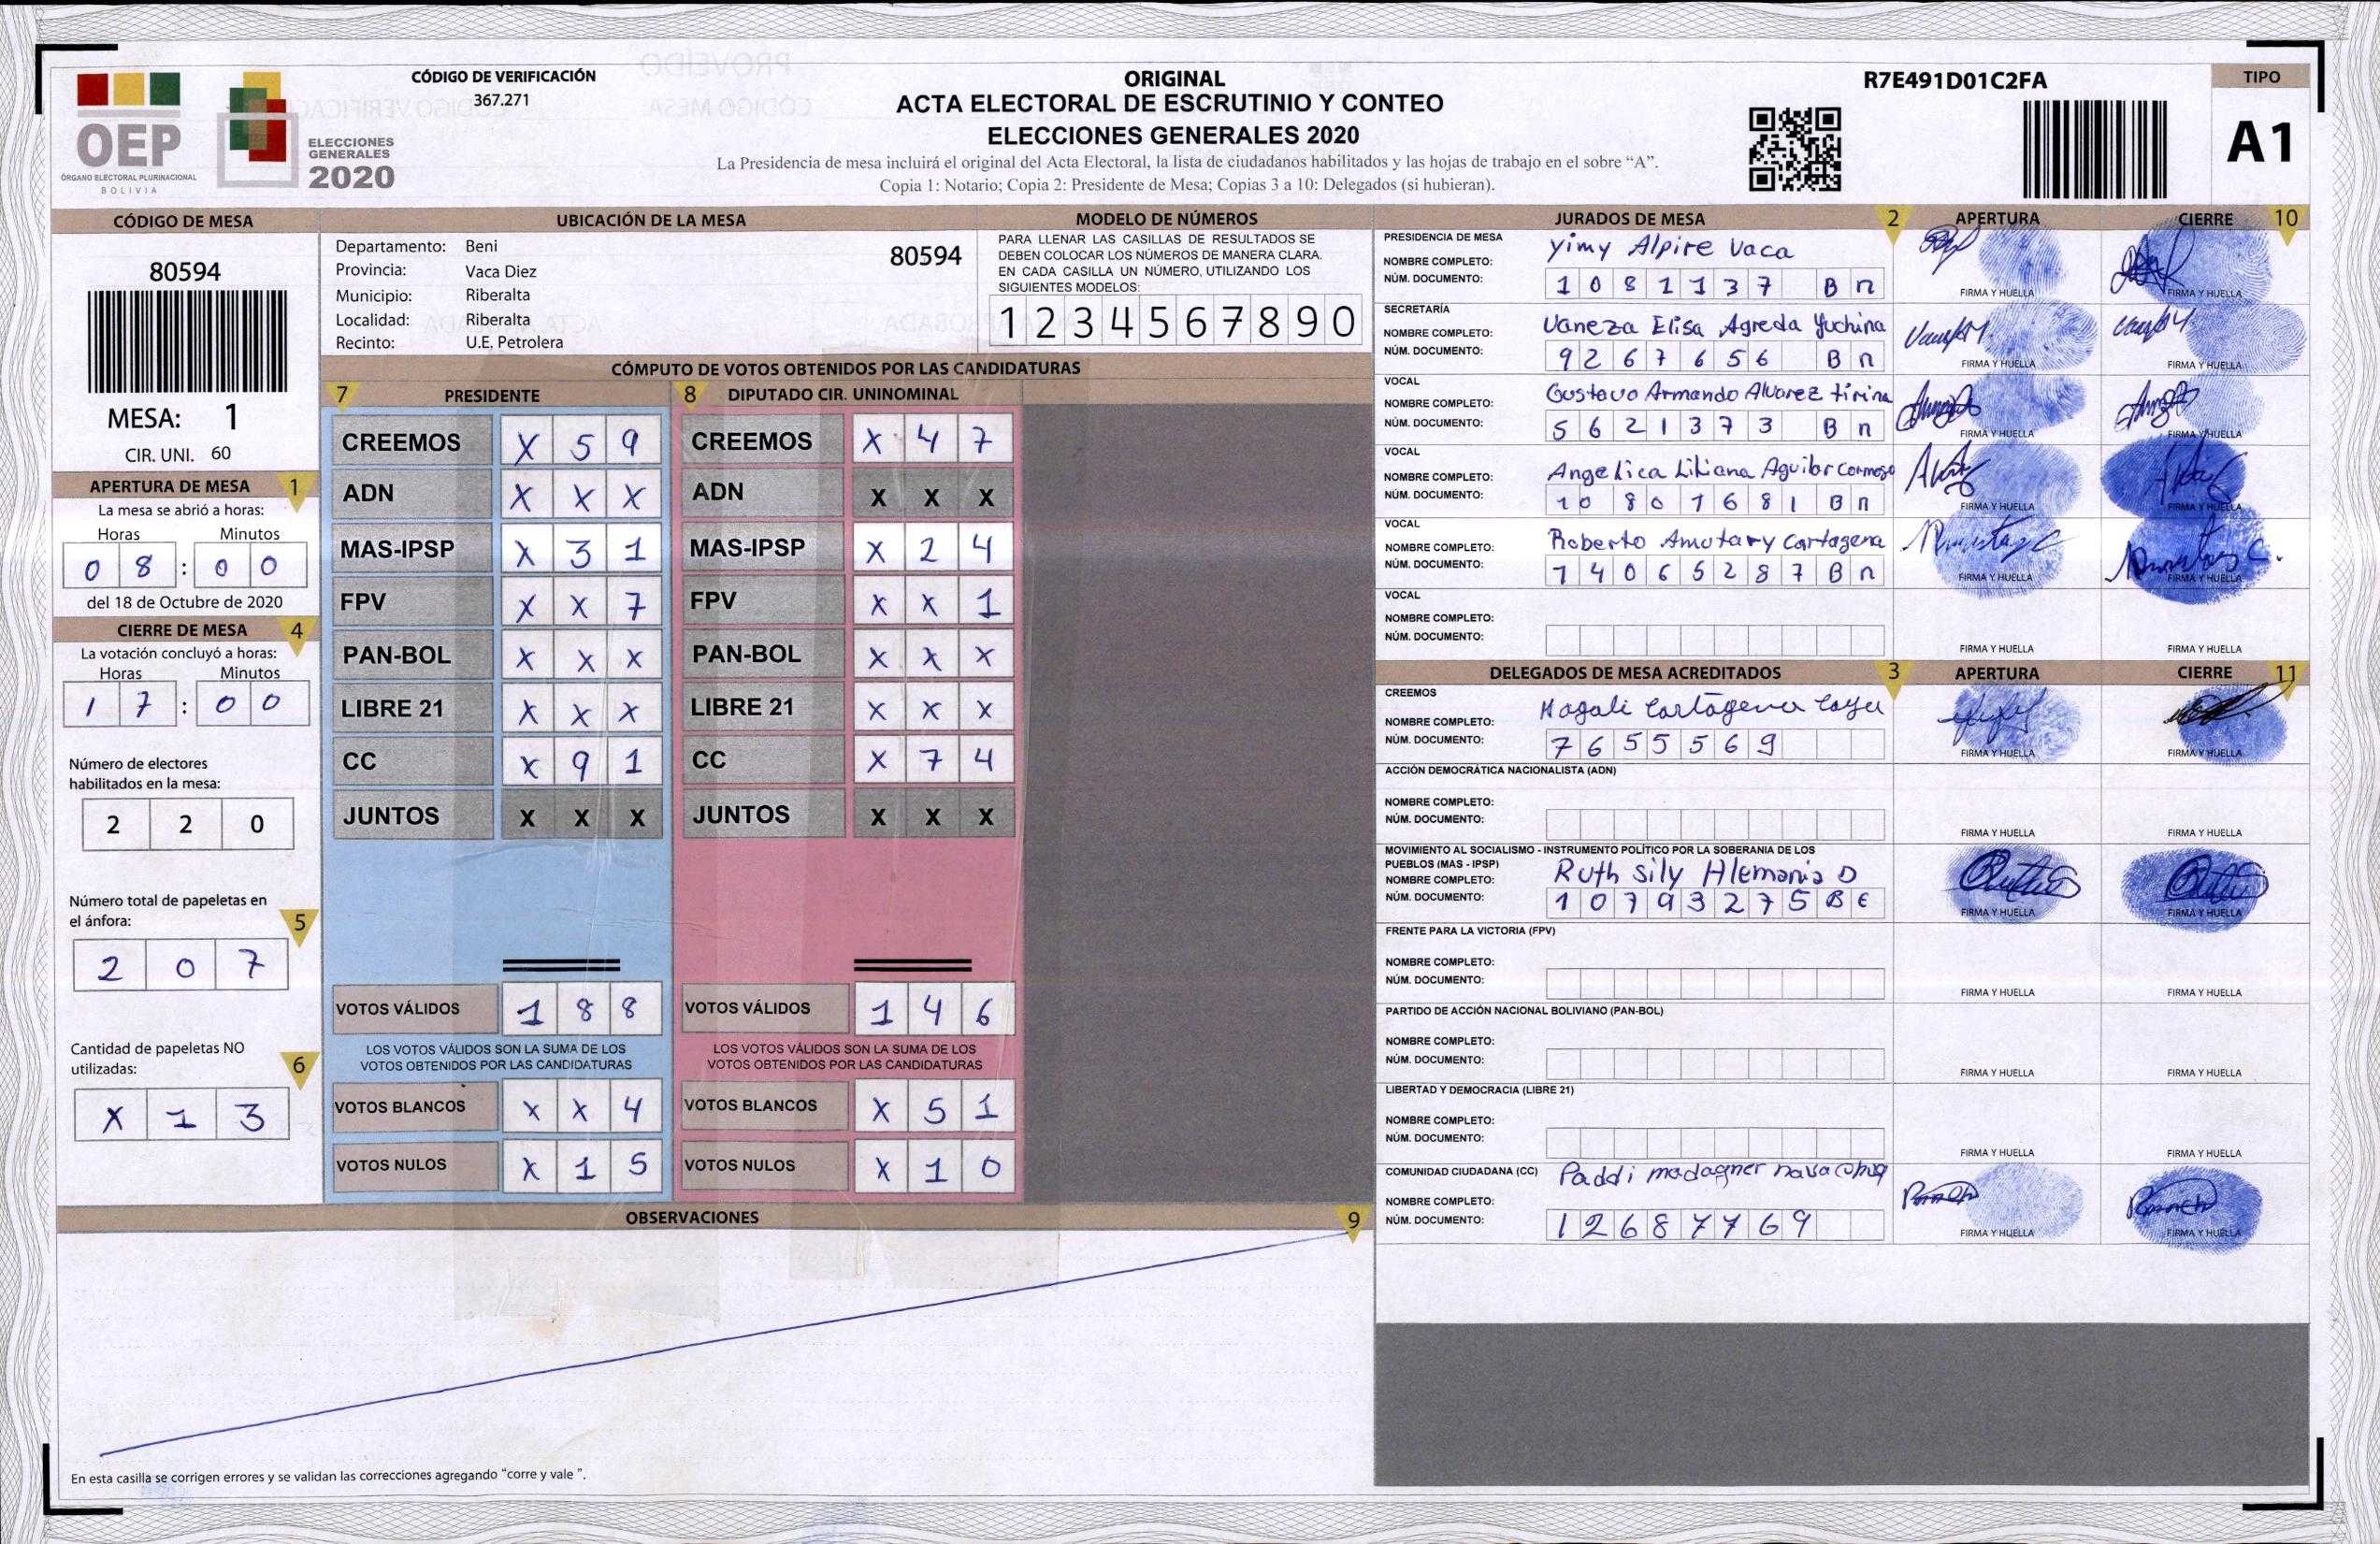 CÓDIGO DE VERIFICACIÓN
367.271
OEP
ÓRGANO ELECTORAL PLURINACIONAL
BOLIVIA
ELECCIONES
GENERALES
2020
ORIGINAL
ACTA ELECTORAL DE ESCRUTINIO Y CONTEO
ELECCIONES GENERALES 2020
La Presidencia de mesa incluirá el original del Acta Electoral, la lista de ciudadanos habilitados y las hojas de trabajo en el sobre “A”.
Copia 1: Notario; Copia 2: Presidente de Mesa; Copias 3 a 10: Delegados (si hubieran).
R7E491D01C2FA
TIPO
A1
CÓDIGO DE MESA
80594
MESA: 1
CIR. UNI. 60
APERTURA DE MESA 1
La mesa se abrió a horas:
Horas Minutos
0 8 : 0 0
del 18 de Octubre de 2020
CIERRE DE MESA 4
La votación concluyó a horas:
Horas Minutos
1 7 : 0 0
Número de electores
habilitados en la mesa:
2 2 0
Número total de papeletas en
el ánfora: 5
2 0 7
Cantidad de papeletas NO
utilizadas: 6
X 1 3
UBICACIÓN DE LA MESA
Departamento: Beni
80594
Provincia: Vaca Diez
Municipio: Riberalta
Localidad: Riberalta
Recinto: U.E. Petrolera
MODELO DE NÚMEROS
PARA LLENAR LAS CASILLAS DE RESULTADOS SE
DEBEN COLOCAR LOS NÚMEROS DE MANERA CLARA.
EN CADA CASILLA UN NÚMERO, UTILIZANDO LOS
SIGUIENTES MODELOS:
1 2 3 4 5 6 7 8 9 0
CÓMPUTO DE VOTOS OBTENIDOS POR LAS CANDIDATURAS
7 PRESIDENTE 8 DIPUTADO CIR. UNINOMINAL
CREEMOS X 5 9 CREEMOS X 4 7
ADN X X X ADN X X X
MAS-IPSP X 3 1 MAS-IPSP X 2 4
FPV X X 7 FPV X X 1
PAN-BOL X X X PAN-BOL X X X
LIBRE 21 X X X LIBRE 21 X X X
CC X 9 1 CC X 7 4
JUNTOS X X X JUNTOS X X X
VOTOS VÁLIDOS 1 8 8 VOTOS VÁLIDOS 1 4 6
LOS VOTOS VÁLIDOS SON LA SUMA DE LOS LOS VOTOS VÁLIDOS SON LA SUMA DE LOS
VOTOS OBTENIDOS POR LAS CANDIDATURAS VOTOS OBTENIDOS POR LAS CANDIDATURAS
VOTOS BLANCOS X X 4 VOTOS BLANCOS X 5 1
VOTOS NULOS X 1 5 VOTOS NULOS X 1 0
OBSERVACIONES 9
En esta casilla se corrigen errores y se validan las correcciones agregando “corre y vale ”.
JURADOS DE MESA 2 APERTURA CIERRE 10
PRESIDENCIA DE MESA
NOMBRE COMPLETO: Yimy Alpire Vaca
NÚM. DOCUMENTO: 1 0 8 1 1 3 7 B n
FIRMA Y HUELLA FIRMA Y HUELLA
SECRETARÍA
NOMBRE COMPLETO: Vaneza Elisa Agreda Yuchina
NÚM. DOCUMENTO: 9 2 6 7 6 5 6 B n
FIRMA Y HUELLA FIRMA Y HUELLA
VOCAL
NOMBRE COMPLETO: Gustavo Armando Alvarez tirina
NÚM. DOCUMENTO: 5 6 2 1 3 7 3 B n
FIRMA Y HUELLA FIRMA Y HUELLA
VOCAL
NOMBRE COMPLETO: Angelica Liliana Aguilar
NÚM. DOCUMENTO: 10 8 0 7 6 8 1 B n
FIRMA Y HUELLA FIRMA Y HUELLA
VOCAL
NOMBRE COMPLETO: Roberto Amutary Cartagena
NÚM. DOCUMENTO: 1 4 0 6 5 2 8 7 B n
FIRMA Y HUELLA FIRMA Y HUELLA
VOCAL
NOMBRE COMPLETO:
NÚM. DOCUMENTO:
FIRMA Y HUELLA FIRMA Y HUELLA
DELEGADOS DE MESA ACREDITADOS 3 APERTURA CIERRE 11
CREEMOS
NOMBRE COMPLETO: Magali Cartagena
NÚM. DOCUMENTO: 7 6 5 5 5 6 9
FIRMA Y HUELLA FIRMA Y HUELLA
ACCIÓN DEMOCRÁTICA NACIONALISTA (ADN)
NOMBRE COMPLETO:
NÚM. DOCUMENTO:
FIRMA Y HUELLA FIRMA Y HUELLA
MOVIMIENTO AL SOCIALISMO - INSTRUMENTO POLÍTICO POR LA SOBERANIA DE LOS
PUEBLOS (MAS - IPSP)
NOMBRE COMPLETO: Ruth Sily Alemania D
NÚM. DOCUMENTO: 1 0 7 9 3 2 7 5 B E
FIRMA Y HUELLA FIRMA Y HUELLA
FRENTE PARA LA VICTORIA (FPV)
NOMBRE COMPLETO:
NÚM. DOCUMENTO:
FIRMA Y HUELLA FIRMA Y HUELLA
PARTIDO DE ACCIÓN NACIONAL BOLIVIANO (PAN-BOL)
NOMBRE COMPLETO:
NÚM. DOCUMENTO:
FIRMA Y HUELLA FIRMA Y HUELLA
LIBERTAD Y DEMOCRACIA (LIBRE 21)
NOMBRE COMPLETO:
NÚM. DOCUMENTO:
FIRMA Y HUELLA FIRMA Y HUELLA
COMUNIDAD CIUDADANA (CC)
NOMBRE COMPLETO: Paddi
NÚM. DOCUMENTO: 1 2 6 8 7 7 6 9
FIRMA Y HUELLA FIRMA Y HUELLA